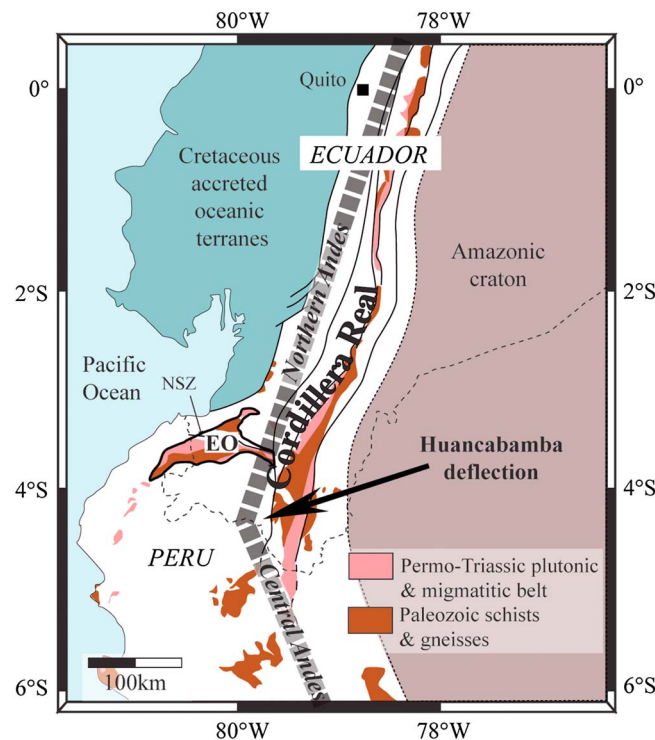 80°W
78°W
0°
0°
Quito
ECUADOR
Cretaceous
accreted
oceanic
terranes
Northern Andes
Amazonic
craton
2°S
2°S
Cordillera Real
Pacific
Ocean
NSZ
EO
Huancabamba
deflection
4°S
4°S
PERU
Central Andes
Permo-Triassic plutonic
& migmatitic belt
Paleozoic schists
& gneisses
100km
6°S
6°S
80°W
78°W